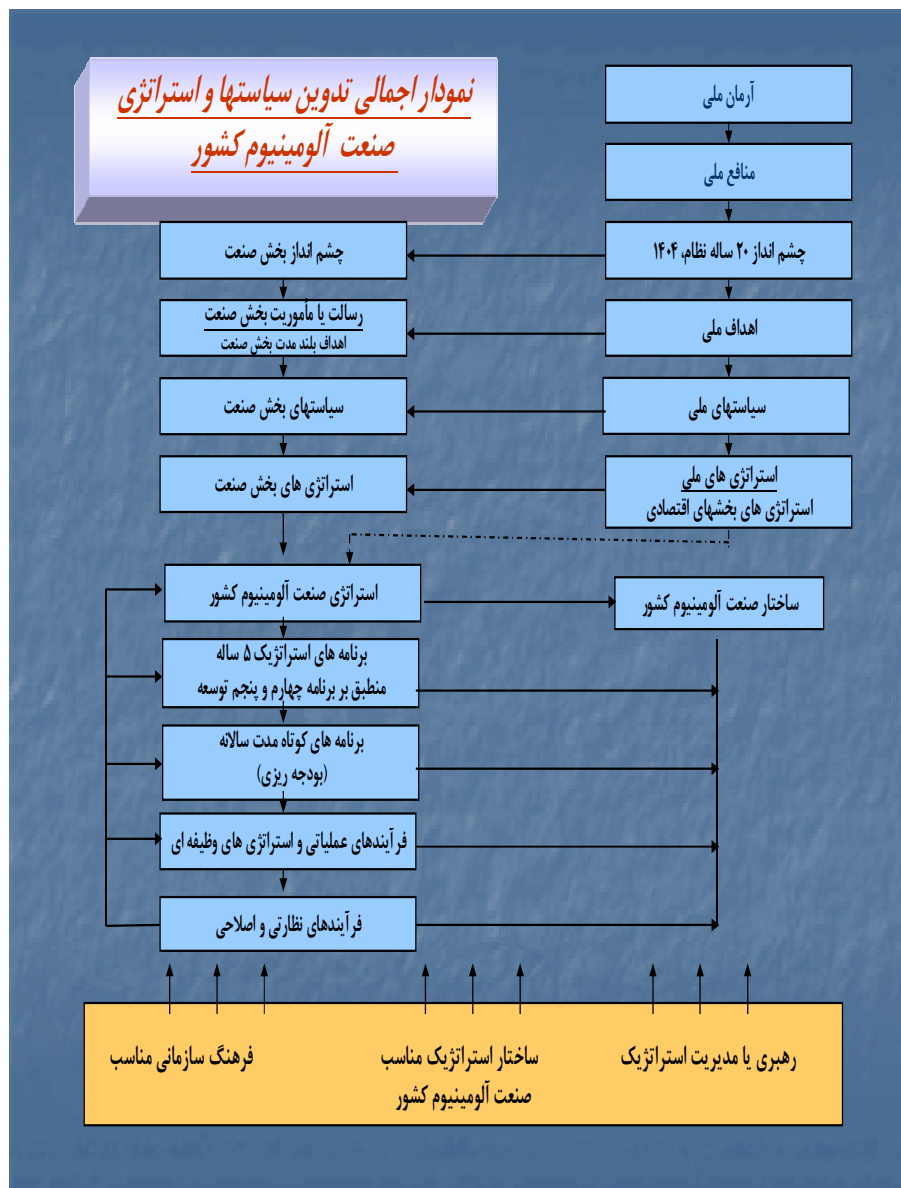 نمودار اجمالی تدوین سیاستها و استراتژی
صنعت آلومینیوم کشور
آرمان ملی
منافع ملی
چشم انداز ۲۰ ساله نظام، ۱۴۰۴
چشم انداز بخش صنعت
اهداف ملی
رسالت یا مأموریت بخش صنعت
اهداف بلند مدت بخش صنعت
سیاستهای ملی
سیاستهای بخش صنعت
استراتژی های ملی
استراتژی های بخشهای اقتصادی
استراتژی های بخش صنعت
استراتژی صنعت آلومینیوم کشور
ساختار صنعت آلومینیوم کشور
برنامه های استراتژیک ۵ ساله
منطبق بر برنامه چهارم و پنجم توسعه
برنامه های کوتاه مدت سالانه
(بودجه ریزی)
فرآیندهای عملیاتی و استراتژی های وظیفه ای
فرآیندهای نظارتی و اصلاحی
رهبری یا مدیریت استراتژیک
ساختار استراتژیک مناسب
صنعت آلومینیوم کشور
فرهنگ سازمانی مناسب